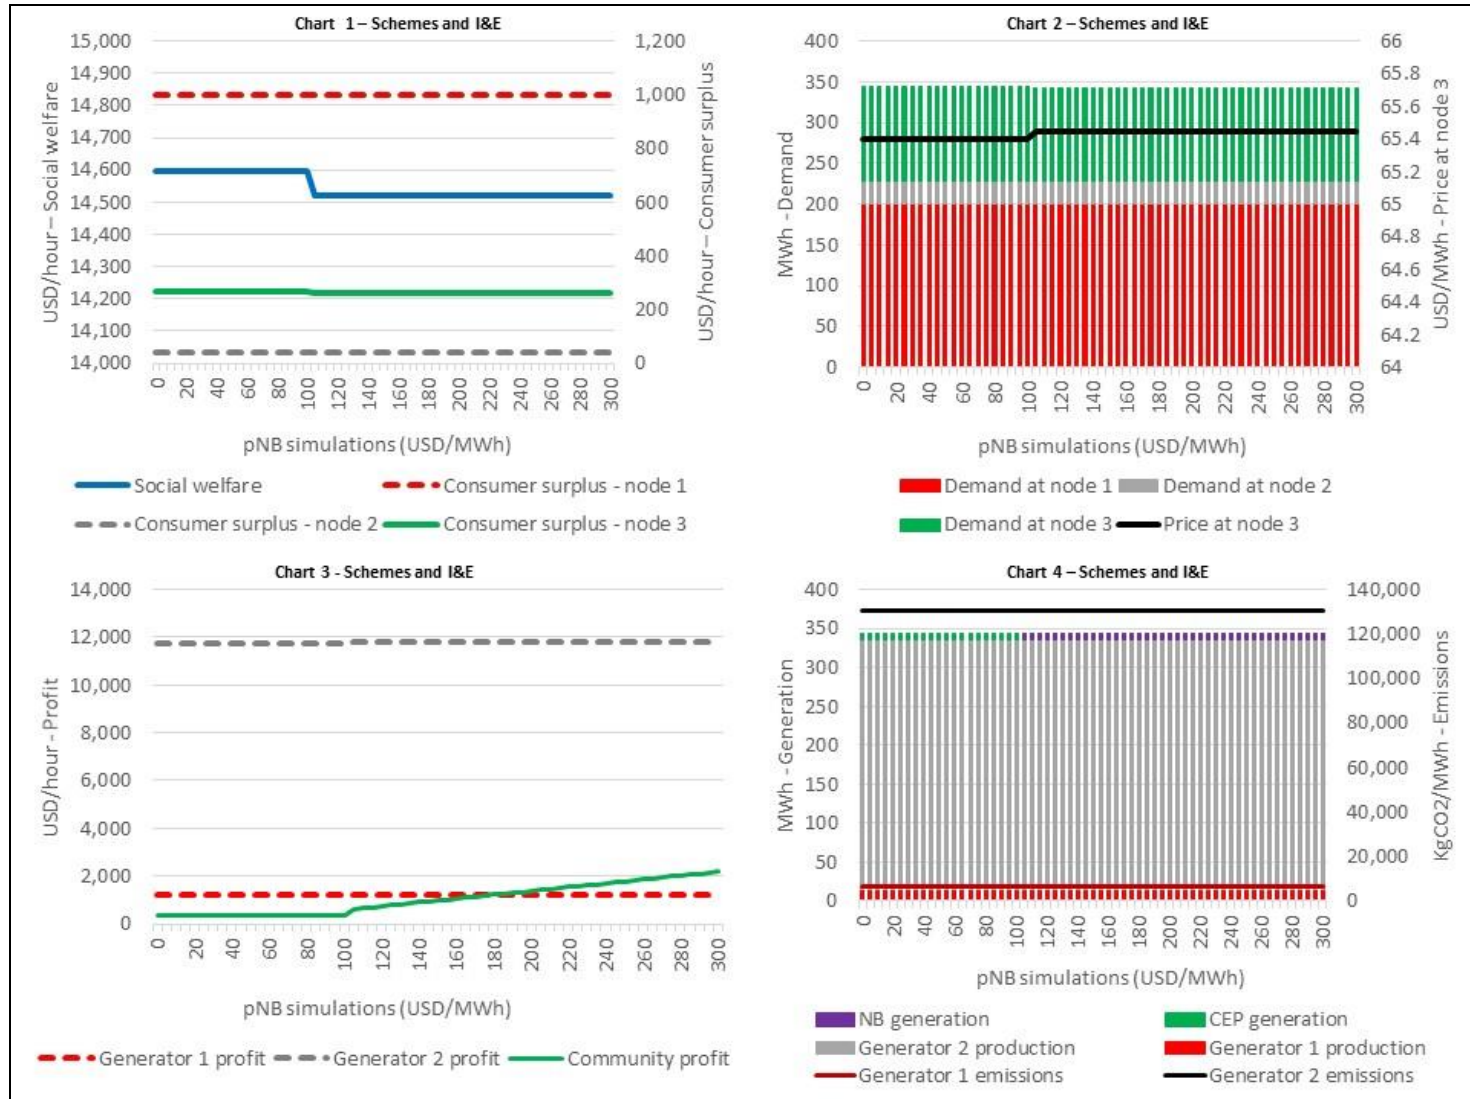 Chart 1 – Schemes and I&E
15,000
14,900
14,800
14,700
14,600
14,500
14,400
14,300
14,200
14,100
14,000
USD/hour – Social welfare
1,200
1,000
800
600
400
200
0
USD/hour – Consumer surplus
0 20 40 60 80 100 120 140 160 180 200 220 240 260 280 300
pNB simulations (USD/MWh)
Social welfare Consumer surplus - node 1
Consumer surplus - node 2 Consumer surplus - node 3
Chart 2 – Schemes and I&E
400
350
300
250
200
150
100
50
0
MWh - Demand
66
65.8
65.6
65.4
65.2
65
64.8
64.6
64.4
64.2
64
USD/MWh - Price at node 3
0 20 40 60 80 100 120 140 160 180 200 220 240 260 280 300
pNB simulations (USD/MWh)
Demand at node 1 Demand at node 2
Demand at node 3 Price at node 3
Chart 3 - Schemes and I&E
14,000
12,000
10,000
8,000
6,000
4,000
2,000
0
USD/hour - Profit
0 20 40 60 80 100 120 140 160 180 200 220 240 260 280 300
pNB simulations (USD/MWh)
Generator 1 profit Generator 2 profit Community profit
Chart 4 – Schemes and I&E
400
350
300
250
200
150
100
50
0
MWh - Generation
140,000
120,000
100,000
80,000
60,000
40,000
20,000
0
KgCO2/MWh - Emissions
0 20 40 60 80 100 120 140 160 180 200 220 240 260 280 300
pNB simulations (USD/MWh)
NB generation CEP generation
Generator 2 production Generator 1 production
Generator 1 emissions Generator 2 emissions